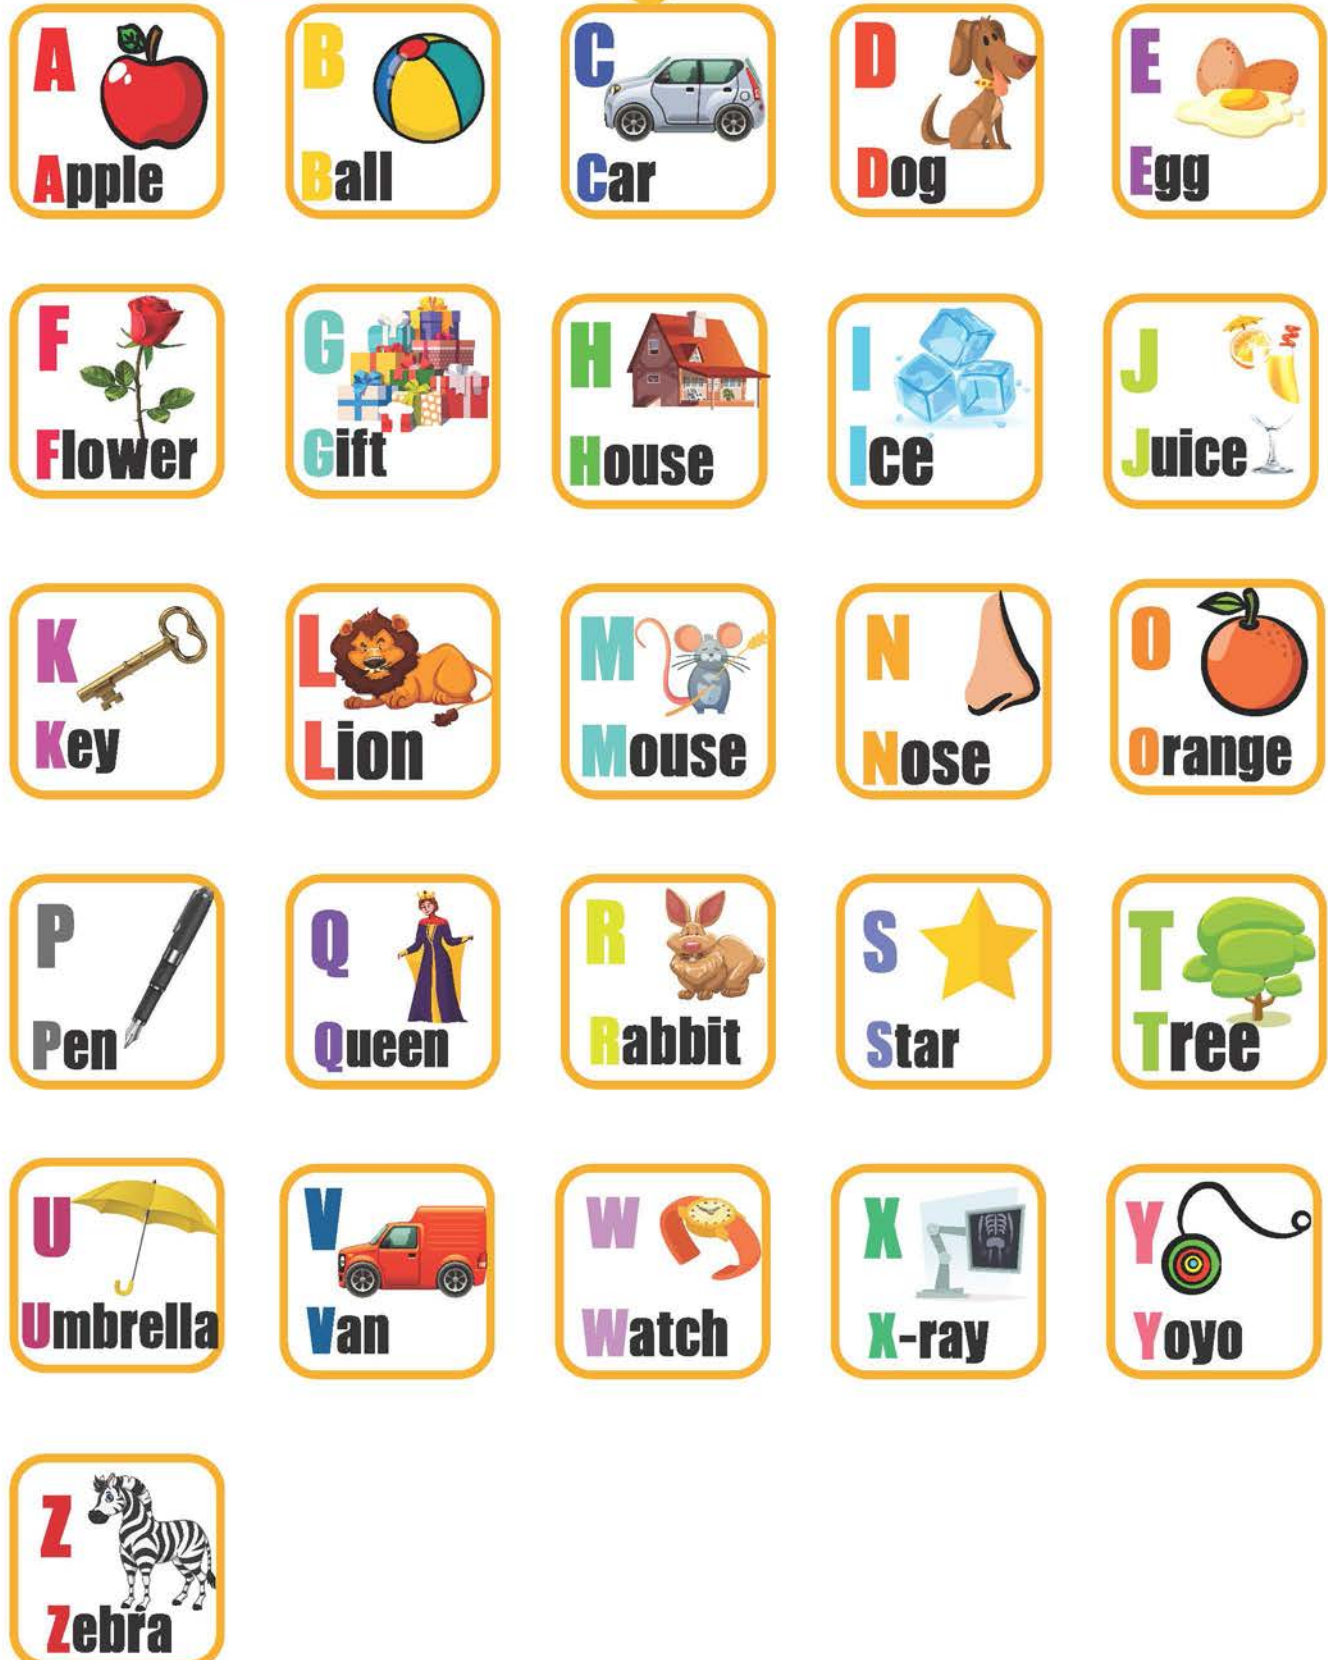 A
Apple
B
Ball
C
Car
D
Dog
E
Egg
F
Flower
G
Gift
H
House
I
Ice
J
Juice
K
Key
L
Lion
M
Mouse
N
Nose
O
Orange
P
Pen
Q
Queen
R
Rabbit
S
Star
T
Tree
U
Umbrella
V
Van
W
Watch
X
X-ray
Y
Yoyo
Z
Zebra